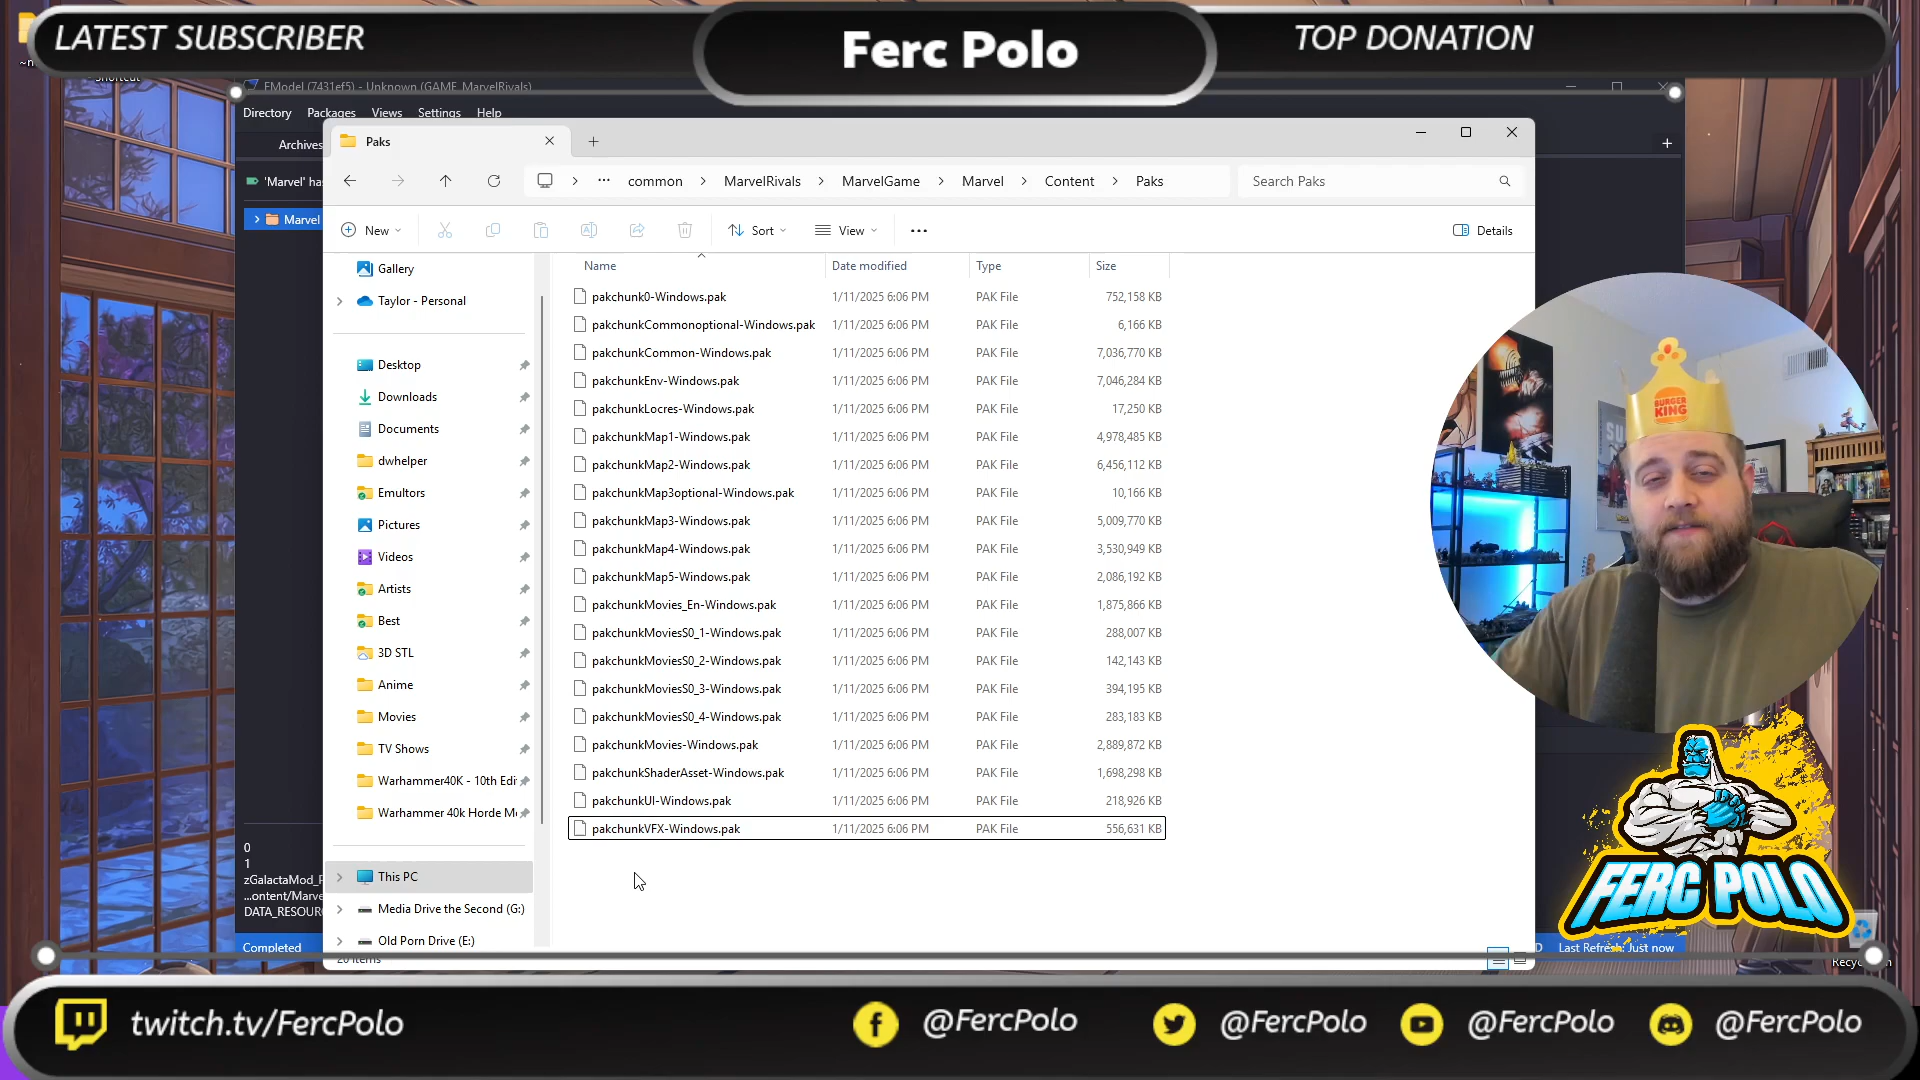 LATEST SUBSCRIBER
Ferc Polo
TOP DONATION
Shortcut
FModel (7431ef5) - Unknown (GAME_MarvelRivals)
Directory Packages Views Settings Help
Archives
'Marvel' has
Marvel
Paks
common > MarvelRivals > MarvelGame > Marvel > Content > Paks
Search Paks
New
Sort
View
Details
Gallery
Taylor - Personal
Desktop
Downloads
Documents
dwhelper
Emultors
Pictures
Videos
Artists
Best
3D STL
Anime
Movies
TV Shows
Warhammer40K - 10th Edi
Warhammer 40k Horde M
This PC
Media Drive the Second (G:)
Old Porn Drive (E:)
Name Date modified Type Size
pakchunk0-Windows.pak 1/11/2025 6:06 PM PAK File 752,158 KB
pakchunkCommonoptional-Windows.pak 1/11/2025 6:06 PM PAK File 6,166 KB
pakchunkCommon-Windows.pak 1/11/2025 6:06 PM PAK File 7,036,770 KB
pakchunkEnv-Windows.pak 1/11/2025 6:06 PM PAK File 7,046,284 KB
pakchunkLocres-Windows.pak 1/11/2025 6:06 PM PAK File 17,250 KB
pakchunkMap1-Windows.pak 1/11/2025 6:06 PM PAK File 4,978,485 KB
pakchunkMap2-Windows.pak 1/11/2025 6:06 PM PAK File 6,456,112 KB
pakchunkMap3optional-Windows.pak 1/11/2025 6:06 PM PAK File 10,166 KB
pakchunkMap3-Windows.pak 1/11/2025 6:06 PM PAK File 5,009,770 KB
pakchunkMap4-Windows.pak 1/11/2025 6:06 PM PAK File 3,530,949 KB
pakchunkMap5-Windows.pak 1/11/2025 6:06 PM PAK File 2,086,192 KB
pakchunkMovies_En-Windows.pak 1/11/2025 6:06 PM PAK File 1,875,866 KB
pakchunkMoviesS0_1-Windows.pak 1/11/2025 6:06 PM PAK File 288,007 KB
pakchunkMoviesS0_2-Windows.pak 1/11/2025 6:06 PM PAK File 142,143 KB
pakchunkMoviesS0_3-Windows.pak 1/11/2025 6:06 PM PAK File 394,195 KB
pakchunkMoviesS0_4-Windows.pak 1/11/2025 6:06 PM PAK File 283,183 KB
pakchunkMovies-Windows.pak 1/11/2025 6:06 PM PAK File 2,889,872 KB
pakchunkShaderAsset-Windows.pak 1/11/2025 6:06 PM PAK File 1,698,298 KB
pakchunkUI-Windows.pak 1/11/2025 6:06 PM PAK File 218,926 KB
pakchunkVFX-Windows.pak 1/11/2025 6:06 PM PAK File 556,631 KB
20 items
0
1
zGalactaMod_P
...ontent/Marve
DATA_RESOUR
Completed
BURGER
KING
FERC POLO
Last Refresh: Just now
twitch.tv/FercPolo
@FercPolo
@FercPolo
@FercPolo
@FercPolo